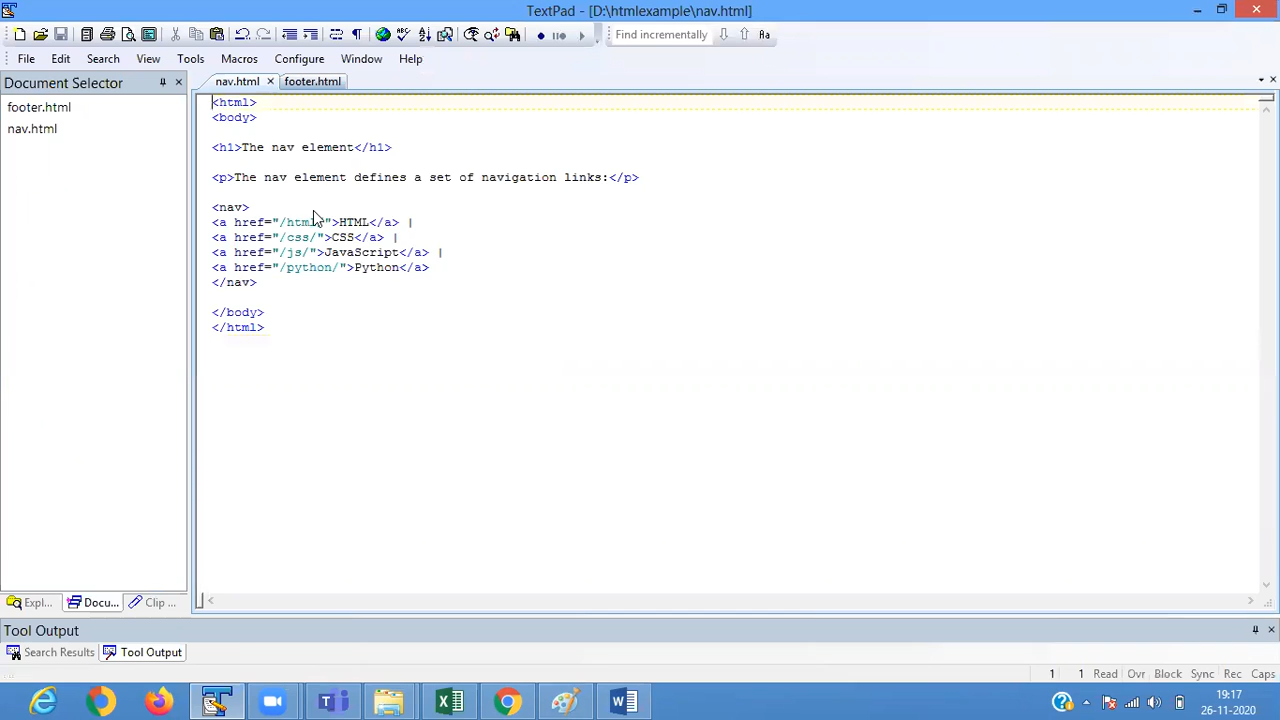 TextPad - [D:\htmlexample\nav.html]
Find incrementally
File Edit Search View Tools Macros Configure Window Help
Document Selector
nav.html footer.html
footer.html
nav.html
<html>
<body>
<h1>The nav element</h1>
<p>The nav element defines a set of navigation links:</p>
<nav>
<a href="/html/">HTML</a> |
<a href="/css/">CSS</a> |
<a href="/js/">JavaScript</a> |
<a href="/python/">Python</a>
</nav>
</body>
</html>
Expl... Docu... Clip ...
Tool Output
Search Results Tool Output
1 1 Read Ovr Block Sync Rec Caps
19:17
26-11-2020